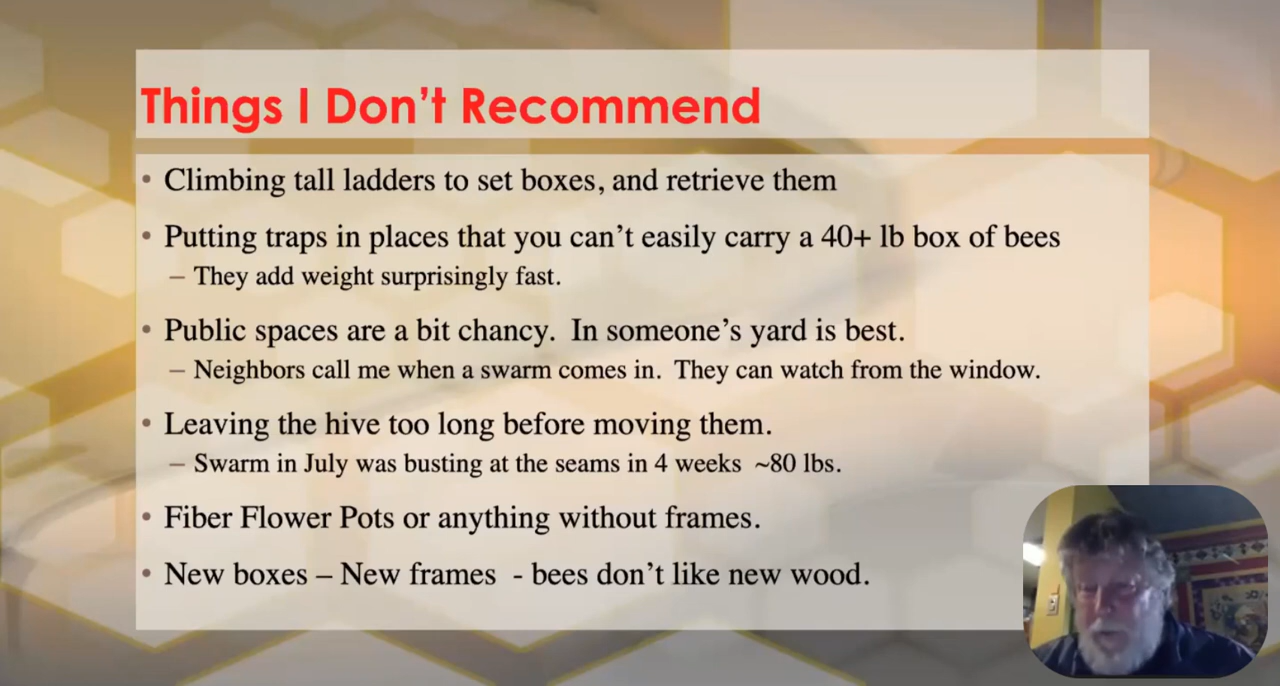 Things I Don't Recommend
• Climbing tall ladders to set boxes, and retrieve them
• Putting traps in places that you can't easily carry a 40+ lb box of bees
– They add weight surprisingly fast.
• Public spaces are a bit chancy.  In someone's yard is best.
– Neighbors call me when a swarm comes in.  They can watch from the window.
• Leaving the hive too long before moving them.
– Swarm in July was busting at the seams in 4 weeks  ~80 lbs.
• Fiber Flower Pots or anything without frames.
• New boxes – New frames  - bees don't like new wood.